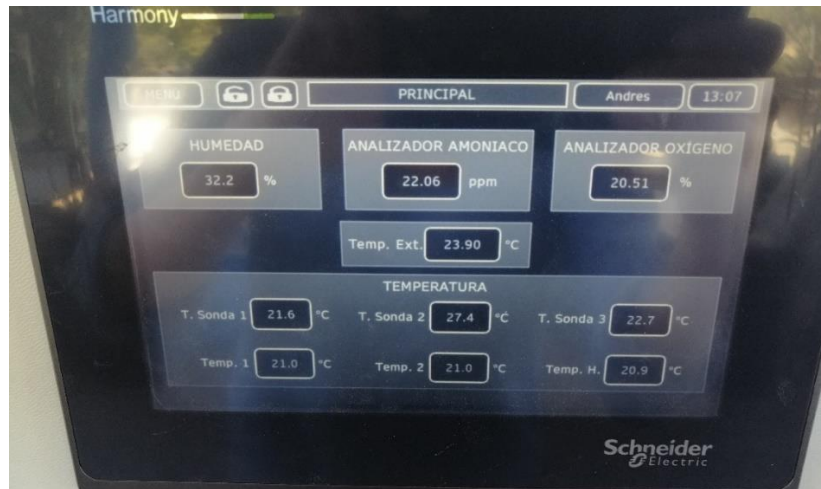 Harmony
MENU PRINCIPAL Andres 13:07
HUMEDAD ANALIZADOR AMONIACO ANALIZADOR OXÍGENO
32.2 % 22.06 ppm 20.51 %
Temp. Ext. 23.90 °C
TEMPERATURA
T. Sonda 1 21.6 °C T. Sonda 2 27.4 °C T. Sonda 3 22.7 °C
Temp. 1 21.0 °C Temp. 2 21.0 °C Temp. H. 20.9 °C
Schneider
Electric